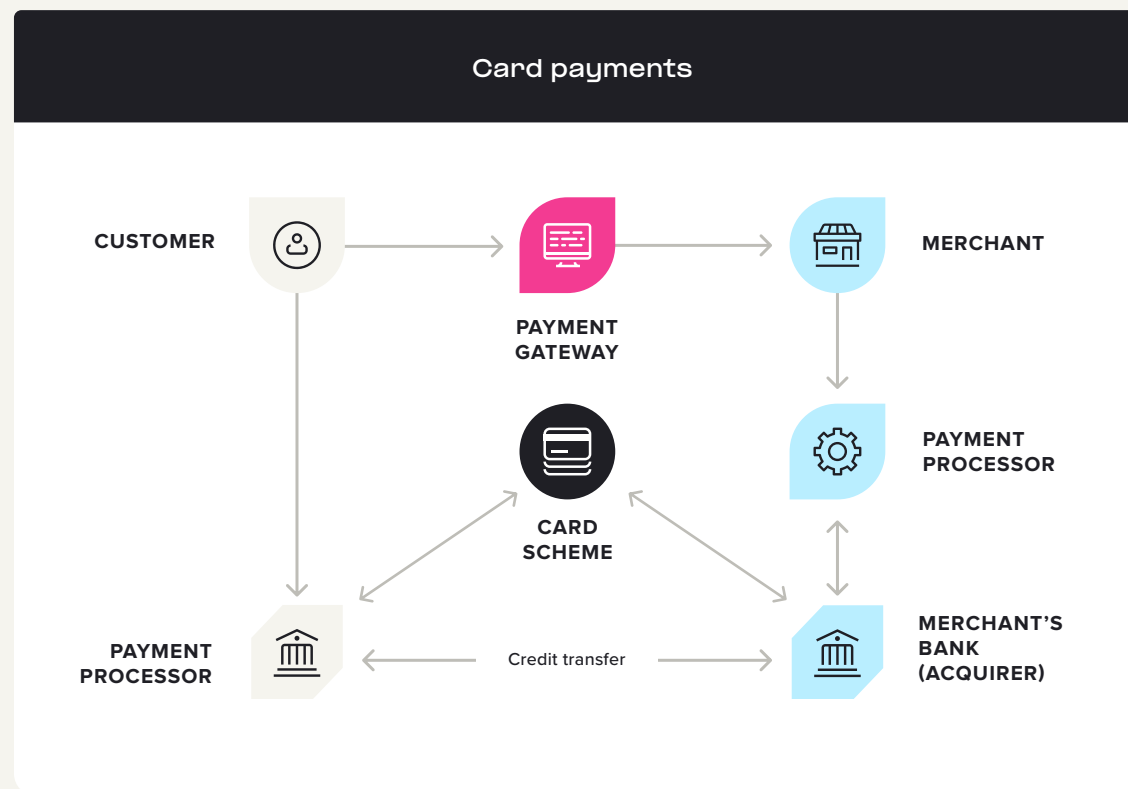 Card payments
CUSTOMER
MERCHANT
PAYMENT
GATEWAY
PAYMENT
PROCESSOR
CARD
SCHEME
PAYMENT
PROCESSOR
Credit transfer
MERCHANT’S
BANK
(ACQUIRER)